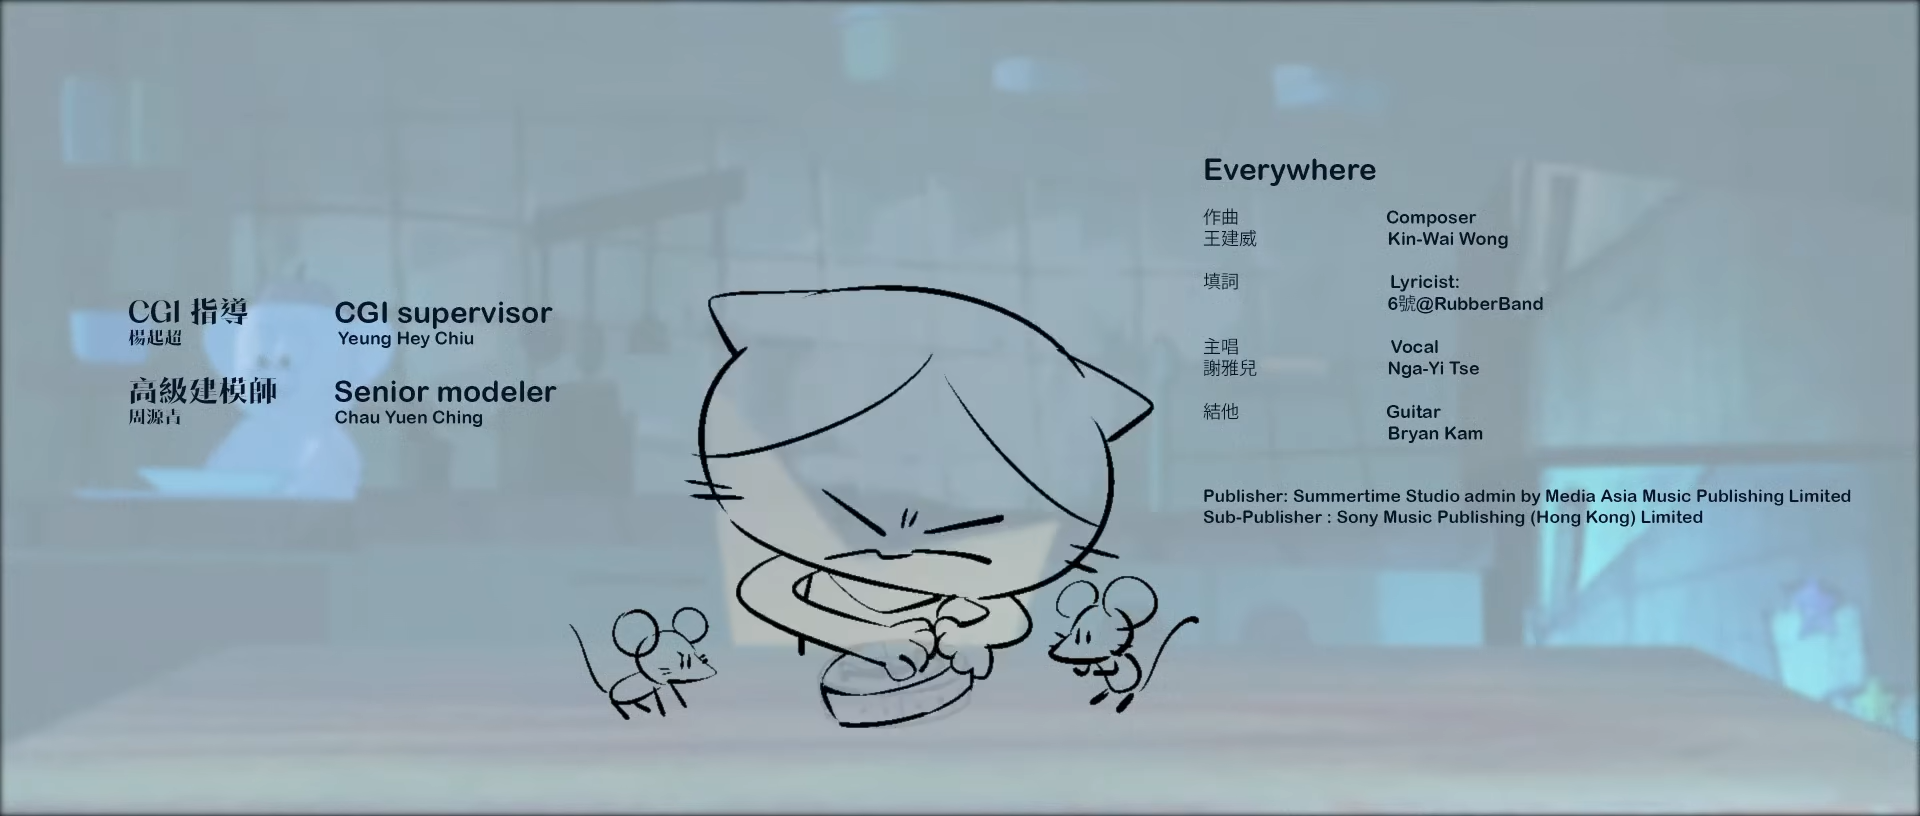 CGI 指導 CGI supervisor
楊起超 Yeung Hey Chiu
高級建模師 Senior modeler
周源吉 Chau Yuen Ching
Everywhere
作曲 Composer
王建威 Kin-Wai Wong
填詞 Lyricist:
6號@RubberBand
主唱 Vocal
謝雅兒 Nga-Yi Tse
結他 Guitar
Bryan Kam
Publisher: Summertime Studio admin by Media Asia Music Publishing Limited
Sub-Publisher : Sony Music Publishing (Hong Kong) Limited